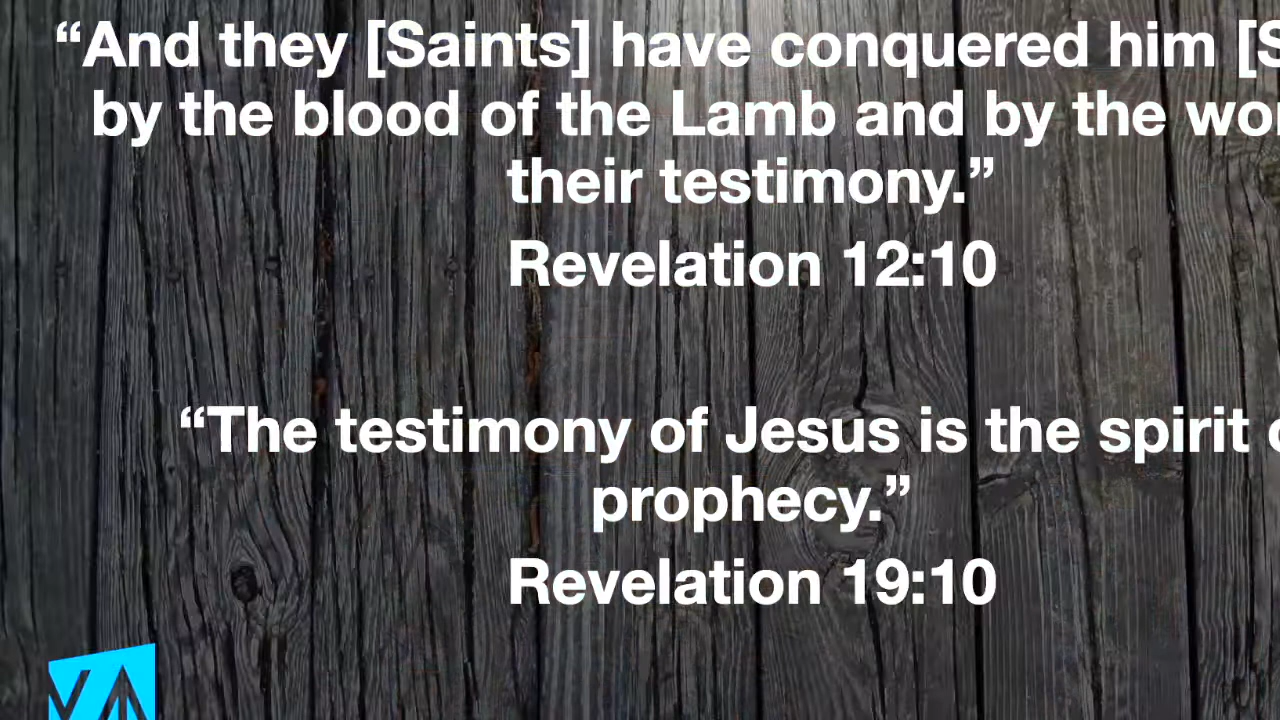 “And they [Saints] have conquered him
by the blood of the Lamb and by the
their testimony.”
Revelation 12:10
“The testimony of Jesus is the spirit
prophecy.”
Revelation 19:10